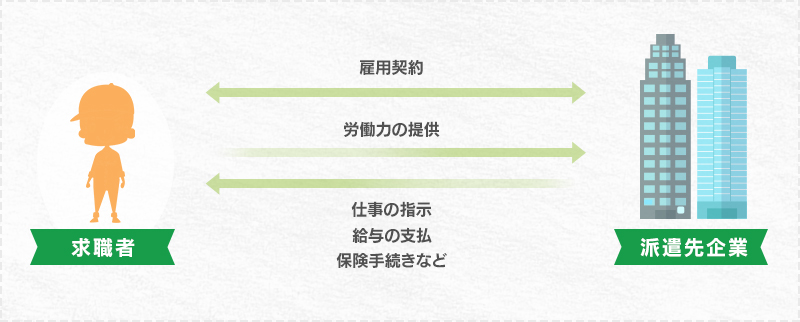 雇用契約
労働力の提供
仕事の指示
給与の支払
保険手続きなど
求職者
派遣先企業